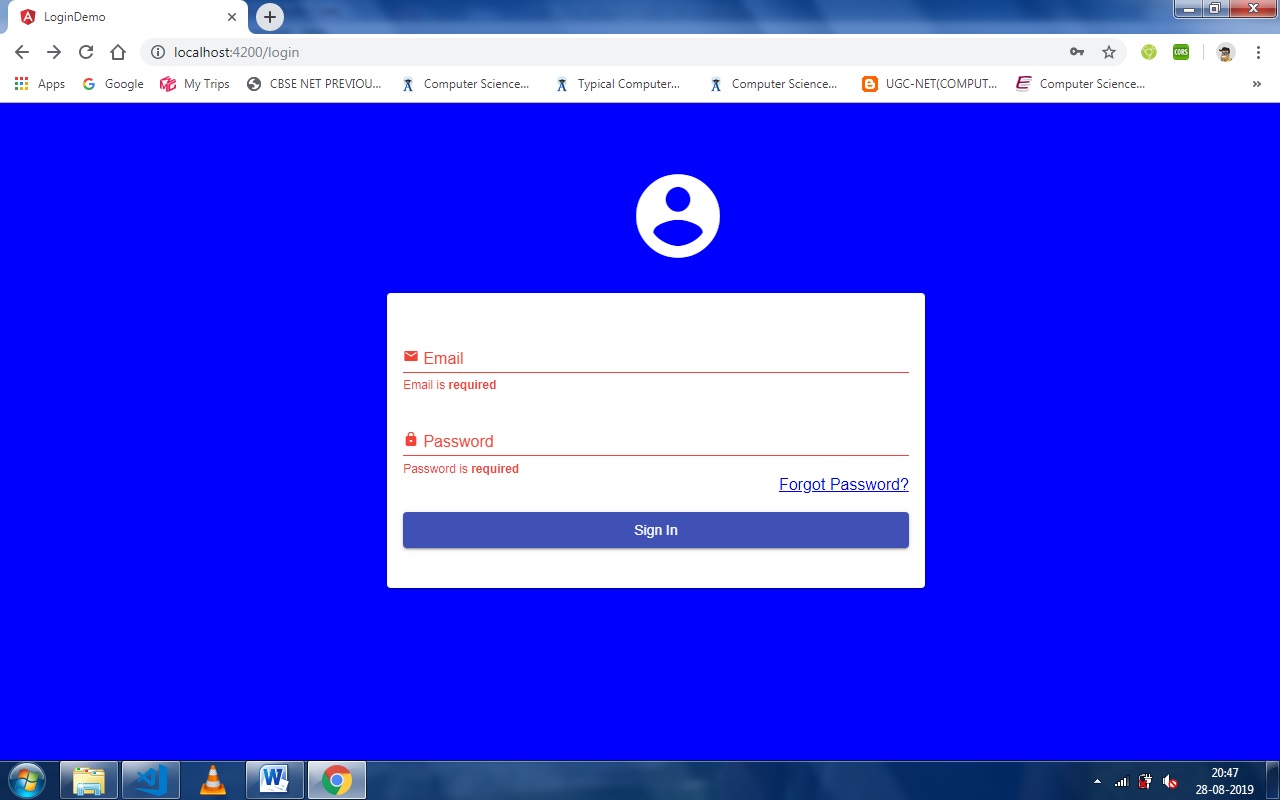 LoginDemo
localhost:4200/login
Apps Google My Trips CBSE NET PREVIOU... Computer Science... Typical Computer... Computer Science... UGC-NET(COMPUT... Computer Science... »
CORS
Email
Email is required
Password
Password is required
Forgot Password?
Sign In
20:47
28-08-2019